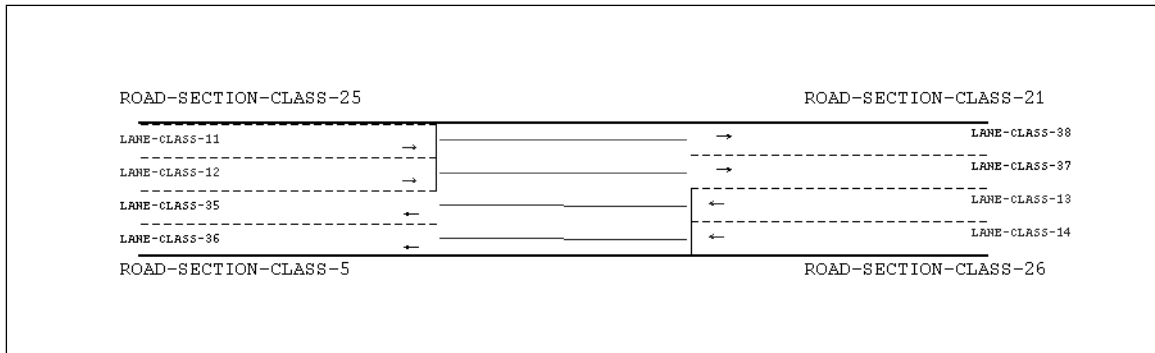 ROAD-SECTION-CLASS-25 ROAD-SECTION-CLASS-21
LANE-CLASS-11 LANE-CLASS-38
LANE-CLASS-12 LANE-CLASS-37
LANE-CLASS-35 LANE-CLASS-13
LANE-CLASS-36 LANE-CLASS-14
ROAD-SECTION-CLASS-5 ROAD-SECTION-CLASS-26